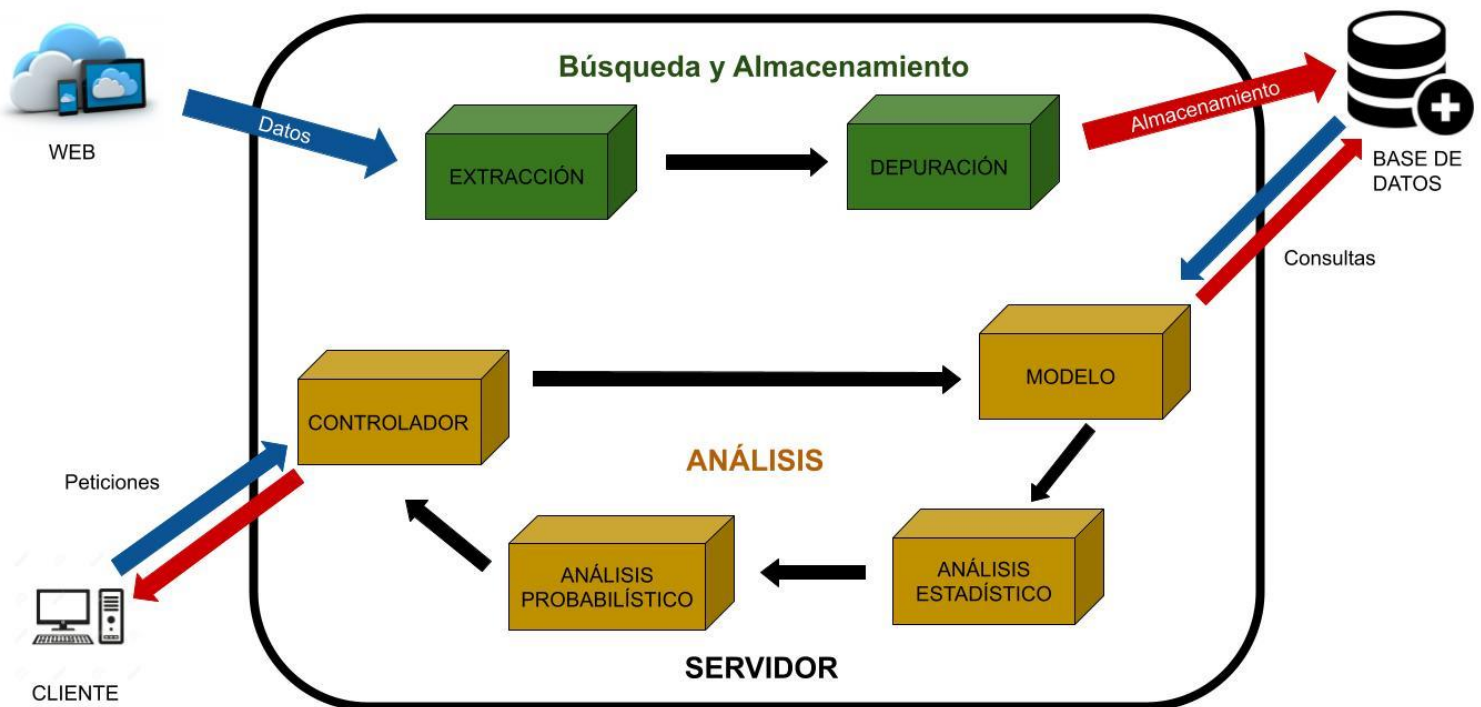 Búsqueda y Almacenamiento
WEB
Datos
EXTRACCIÓN
DEPURACIÓN
Almacenamiento
BASE DE
DATOS
Consultas
MODELO
CONTROLADOR
ANÁLISIS
Peticiones
ANÁLISIS
PROBABILÍSTICO
ANÁLISIS
ESTADÍSTICO
SERVIDOR
CLIENTE